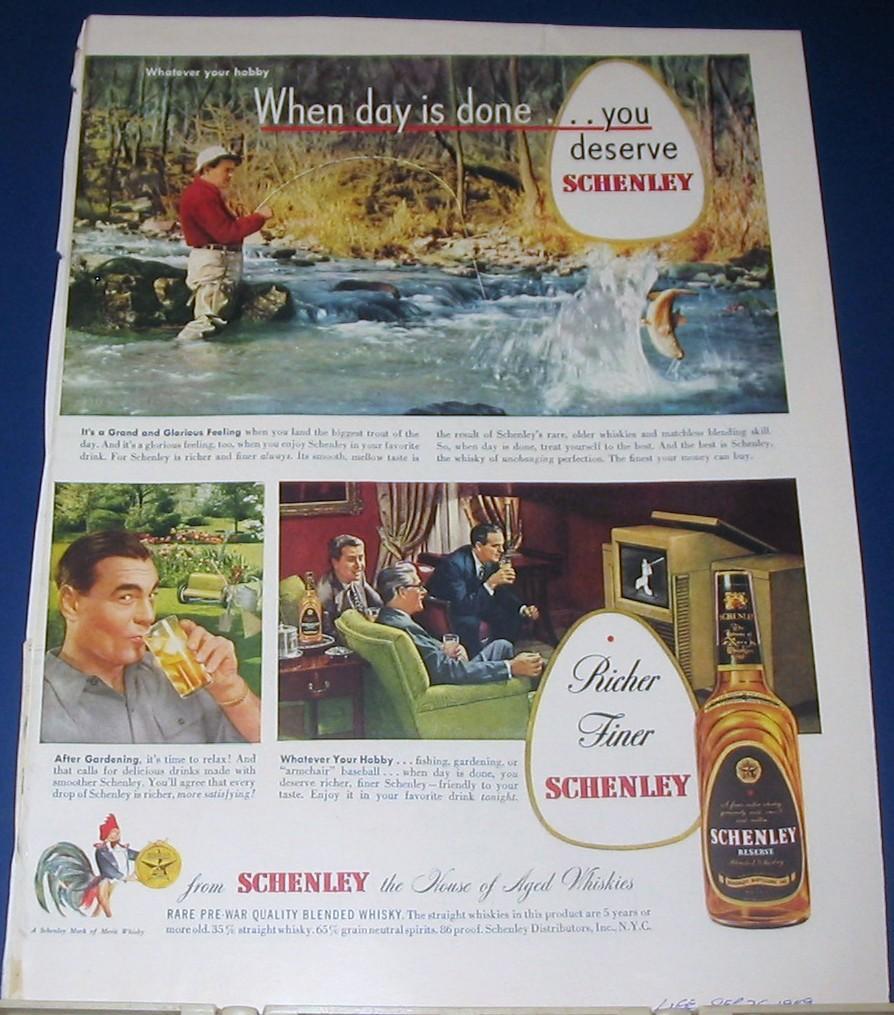 Whatever your hobby
When day is done . . . you
deserve
SCHENLEY
It's a Grand and Glorious Feeling when you land the biggest trout of the
day. And it's a glorious feeling, too, when you enjoy Schenley in your favorite
drink. For Schenley is richer and finer always. Its smooth, mellow taste is
the result of Schenley's rare, older whiskies and matchless blending skill.
So, when day is done, treat yourself to the best. And the best is Schenley,
the whisky of unchanging perfection. The finest your money can buy.
Richer
Finer
SCHENLEY
After Gardening, it's time to relax! And
that calls for delicious drinks made with
smoother Schenley. You'll agree that every
drop of Schenley is richer, more satisfying!
Whatever Your Hobby . . . fishing, gardening, or
"armchair" baseball . . . when day is done, you
deserve richer, finer Schenley—friendly to your
taste. Enjoy it in your favorite drink tonight.
SCHENLEY
RESERVE
from SCHENLEY the House of Aged Whiskies
RARE PRE-WAR QUALITY BLENDED WHISKY. The straight whiskies in this product are 5 years or
more old. 35% straight whisky. 65% grain neutral spirits. 86 proof. Schenley Distributors, Inc., N.Y.C.
A Schenley Mark of Merit Whisky
LIFE